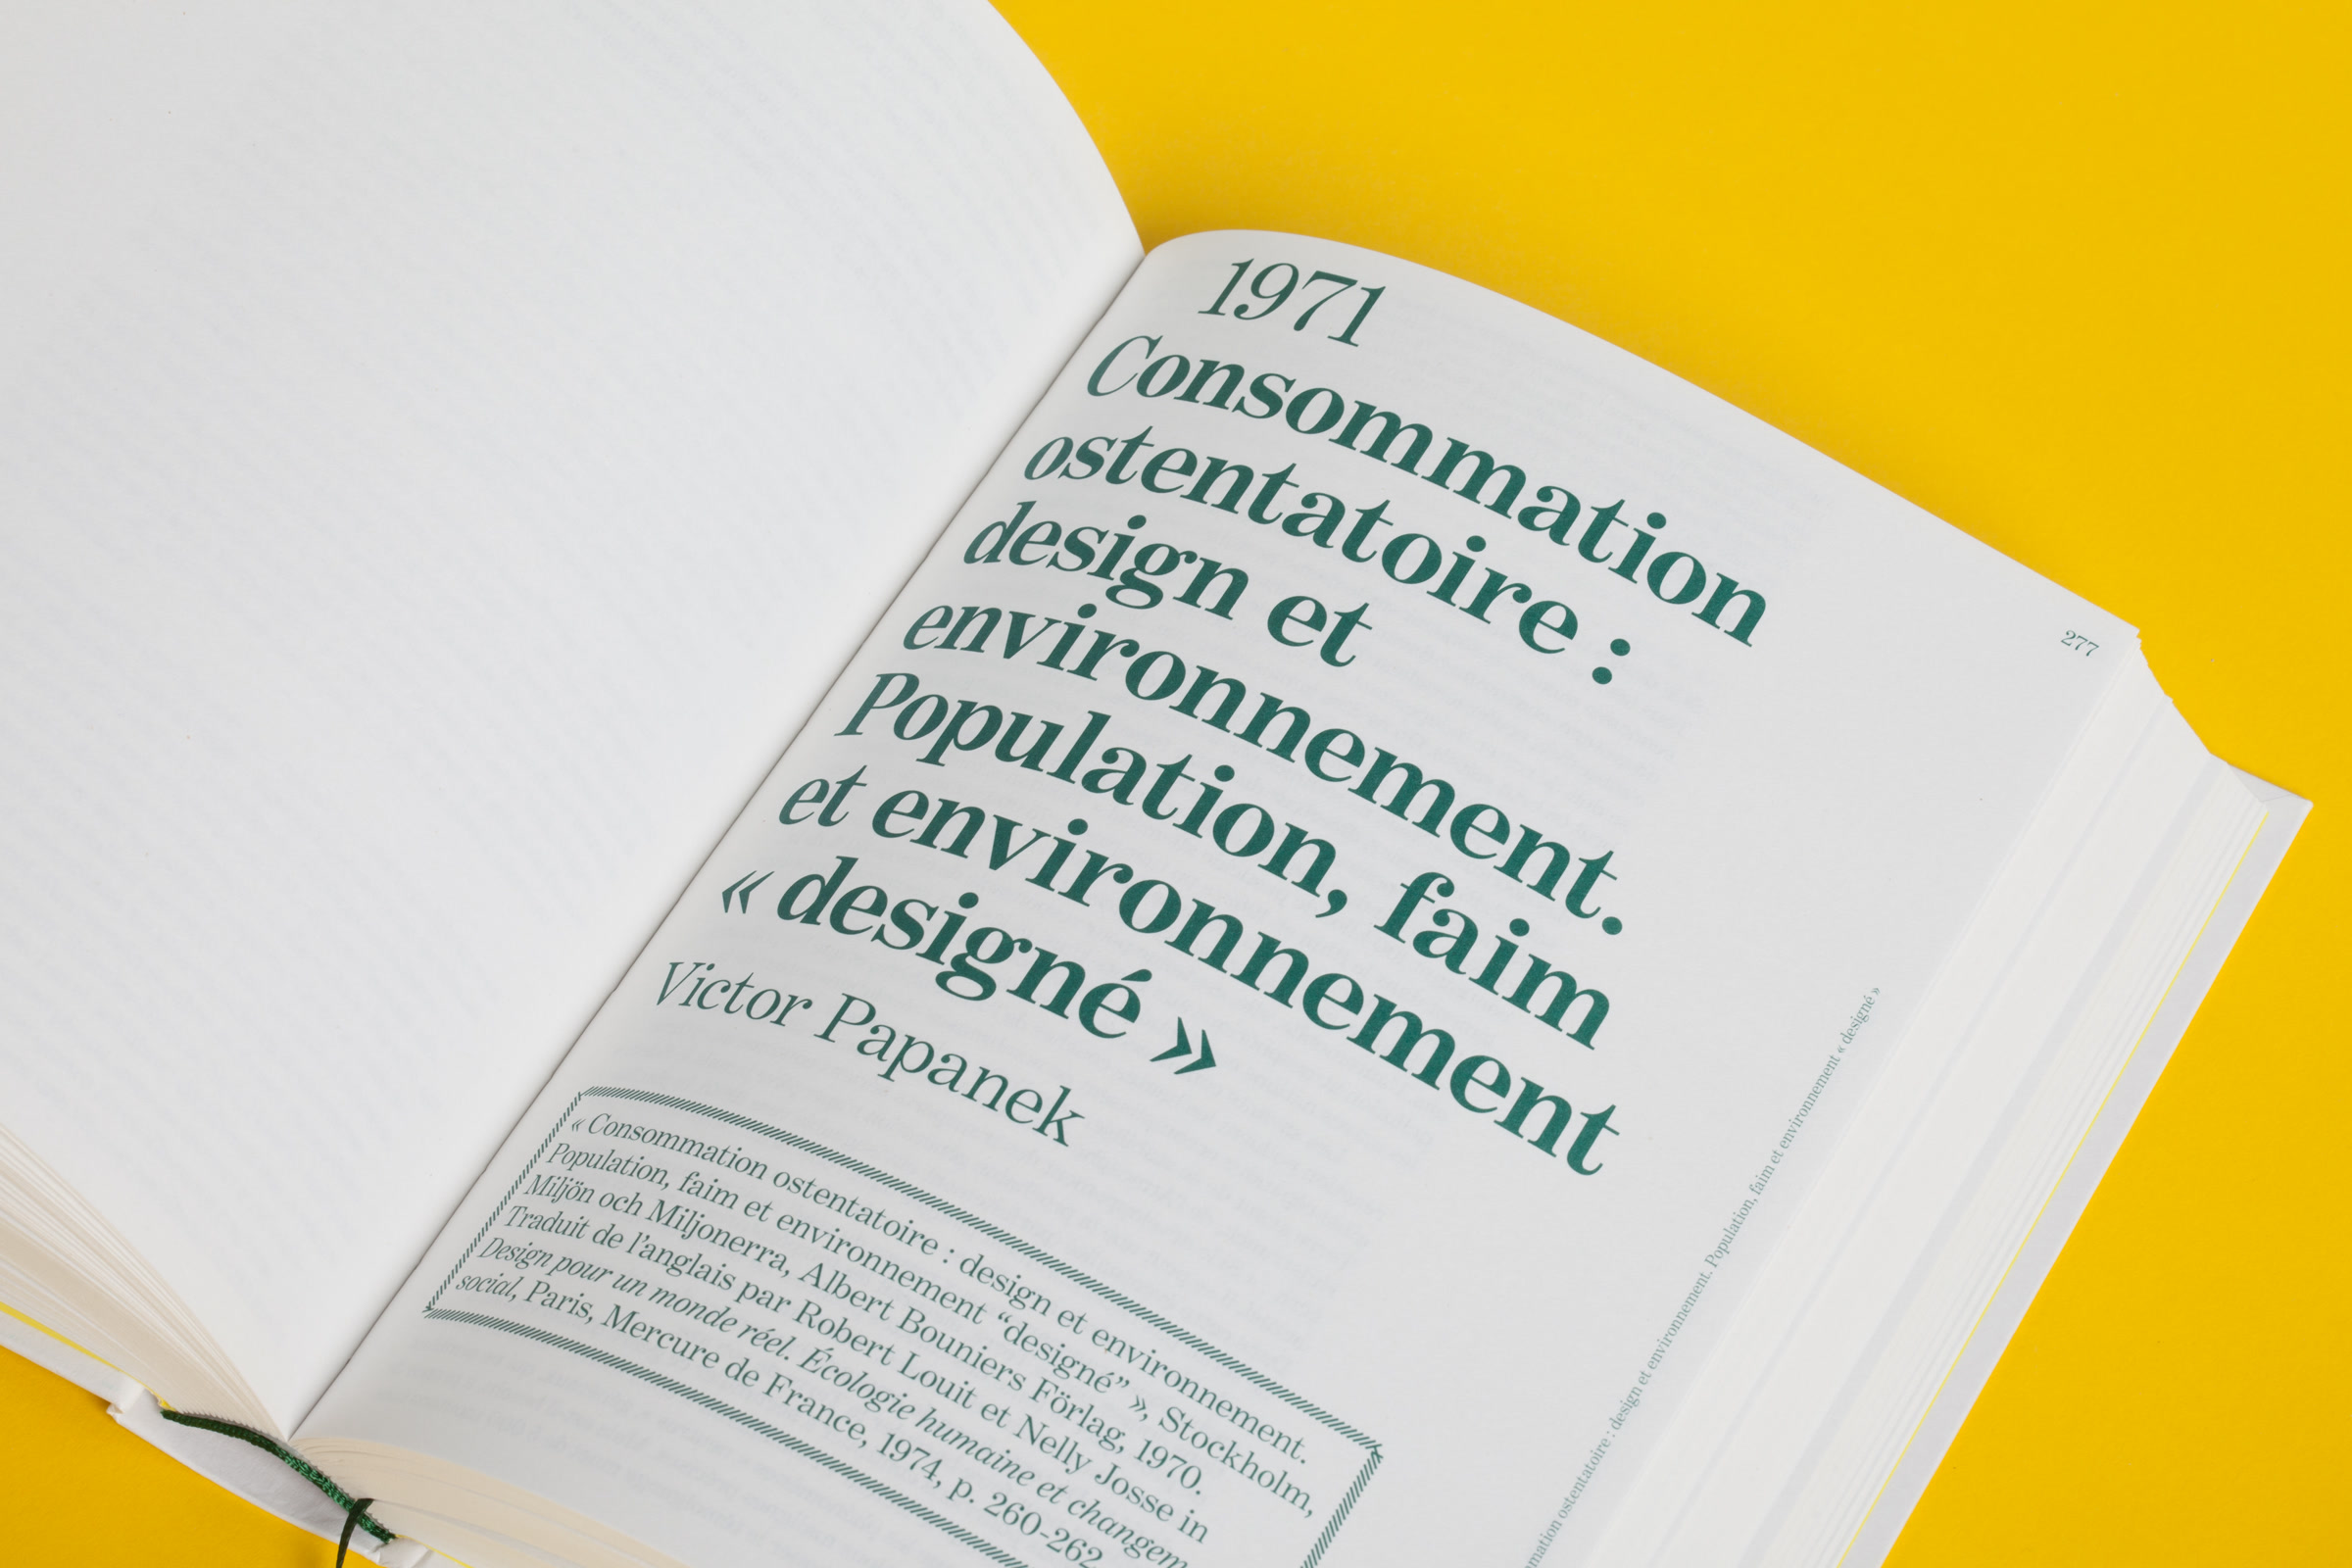 1971
Consommation
ostentatoire :
design et
environnement.
Population, faim
et environnement
« designé »
Victor Papanek
« Consommation ostentatoire : design et environnement.
Population, faim et environnement “designé” », Stockholm,
Miljön och Miljonerra, Albert Bouniers Förlag, 1970.
Traduit de l’anglais par Robert Louit et Nelly Josse in
Design pour un monde réel. Écologie humaine et changem
social, Paris, Mercure de France, 1974, p. 260-262.
277
mation ostentatoire : design et environnement. Population, faim et environnement « designé »